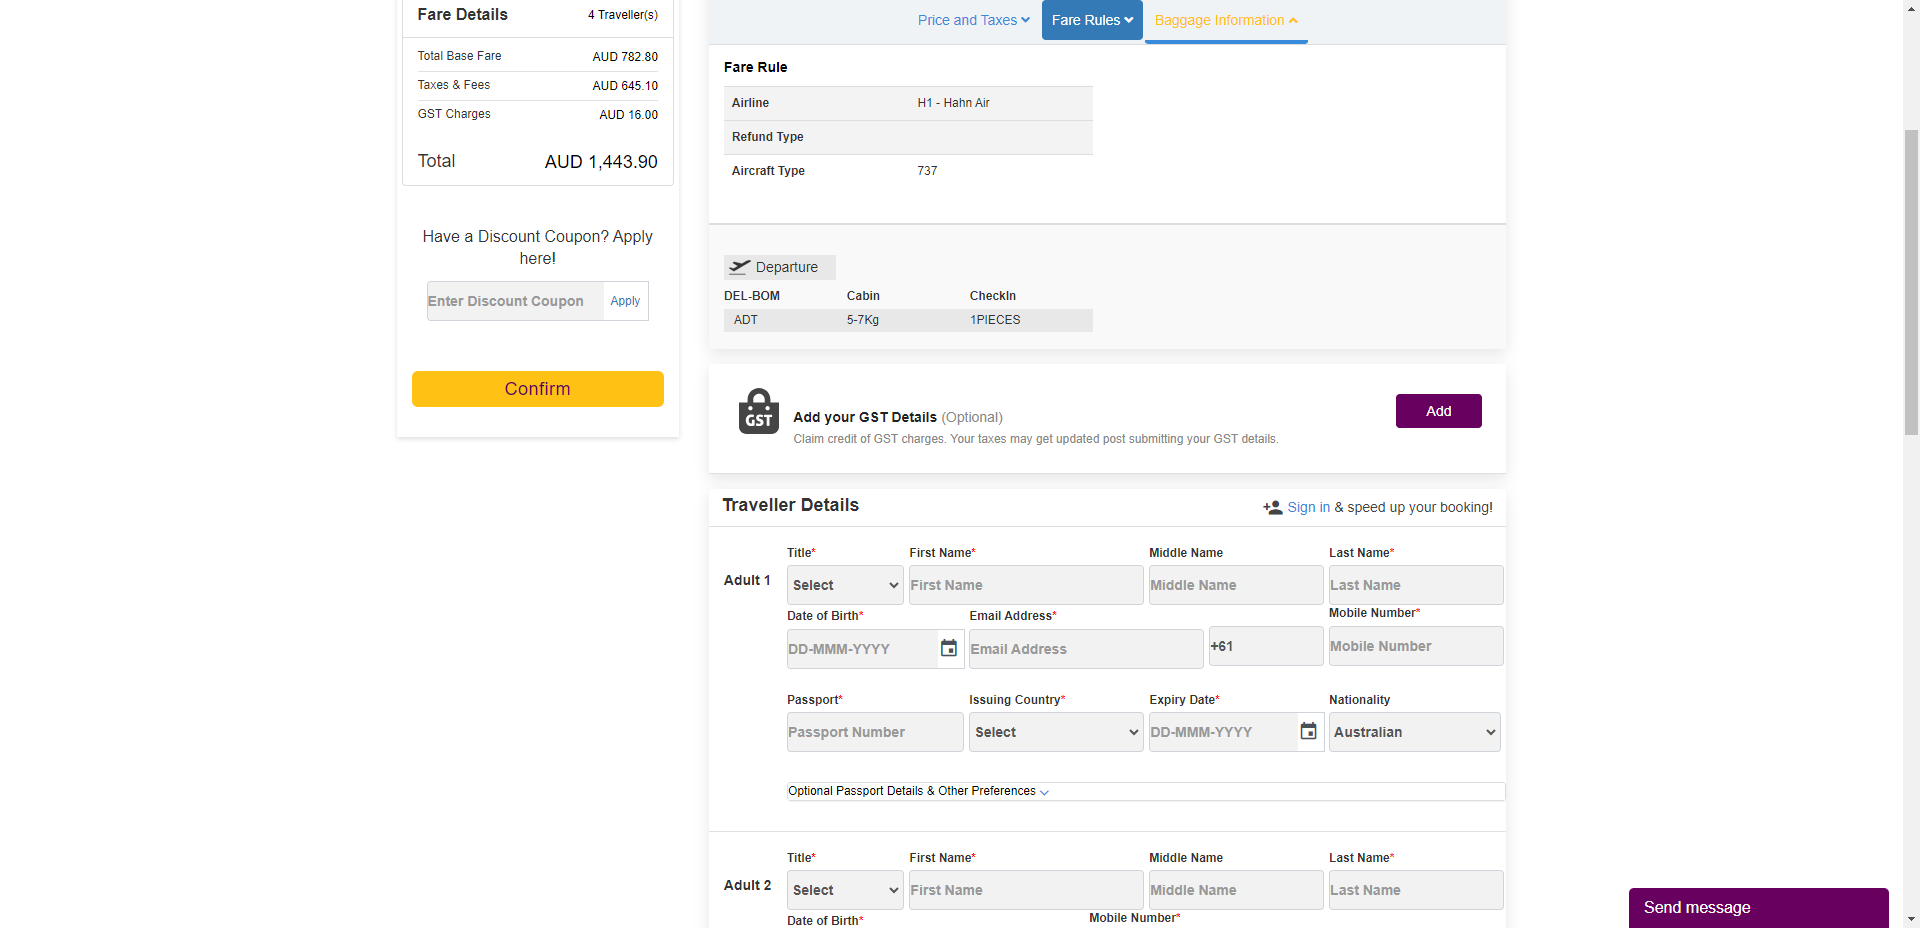 Fare Details 4 Traveller(s)
Total Base Fare AUD 782.80
Taxes & Fees AUD 645.10
GST Charges AUD 16.00
Total AUD 1,443.90
Have a Discount Coupon? Apply
here!
Enter Discount Coupon Apply
Confirm
Price and Taxes Fare Rules Baggage Information
Fare Rule
Airline H1 - Hahn Air
Refund Type
Aircraft Type 737
Departure
DEL-BOM Cabin CheckIn
ADT 5-7Kg 1PIECES
GST
Add your GST Details (Optional)
Claim credit of GST charges. Your taxes may get updated post submitting your GST details.
Add
Traveller Details
Sign in & speed up your booking!
Title* First Name* Middle Name Last Name*
Adult 1 Select First Name Middle Name Last Name
Date of Birth* Email Address* Mobile Number*
DD-MMM-YYYY Email Address +61 Mobile Number
Passport* Issuing Country* Expiry Date* Nationality
Passport Number Select DD-MMM-YYYY Australian
Optional Passport Details & Other Preferences
Title* First Name* Middle Name Last Name*
Adult 2 Select First Name Middle Name Last Name
Date of Birth* Mobile Number*
Send message